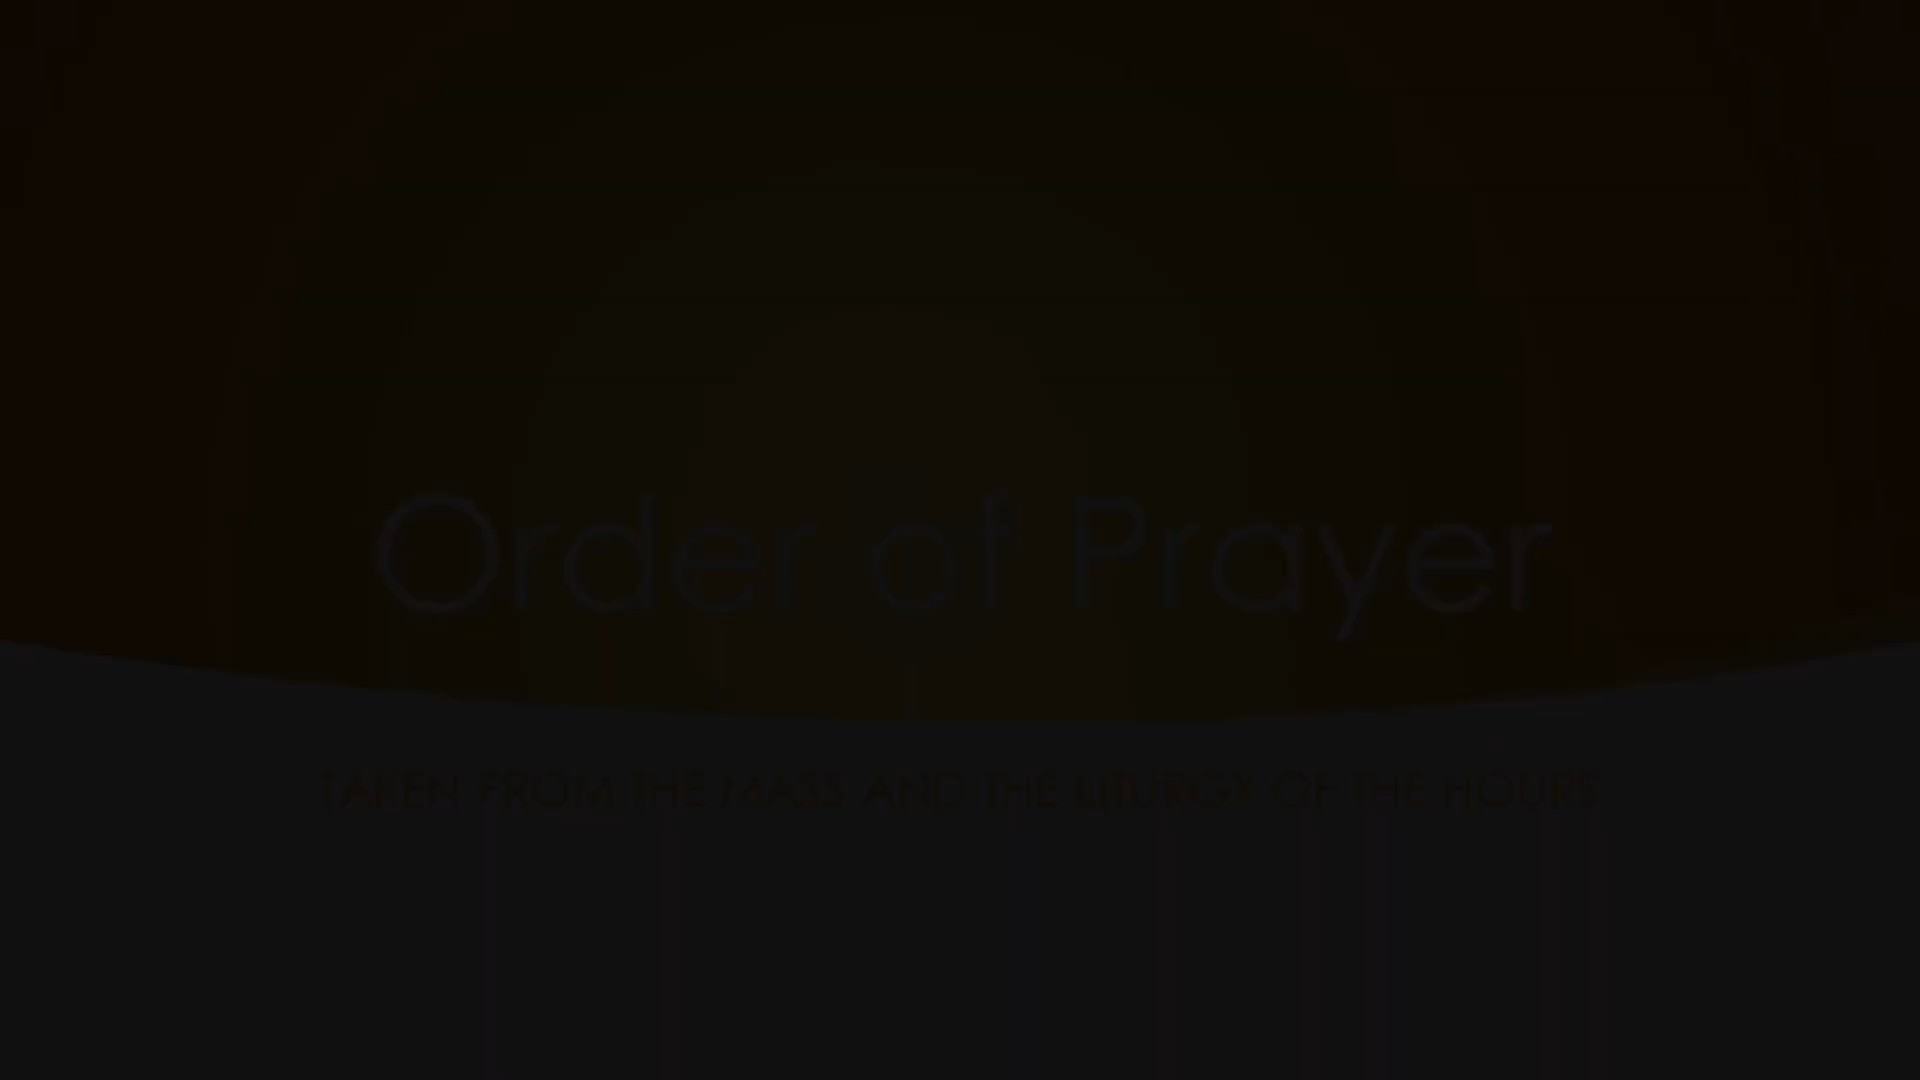 Order of Prayer
TAKEN FROM THE MASS AND THE LITURGY OF THE HOURS